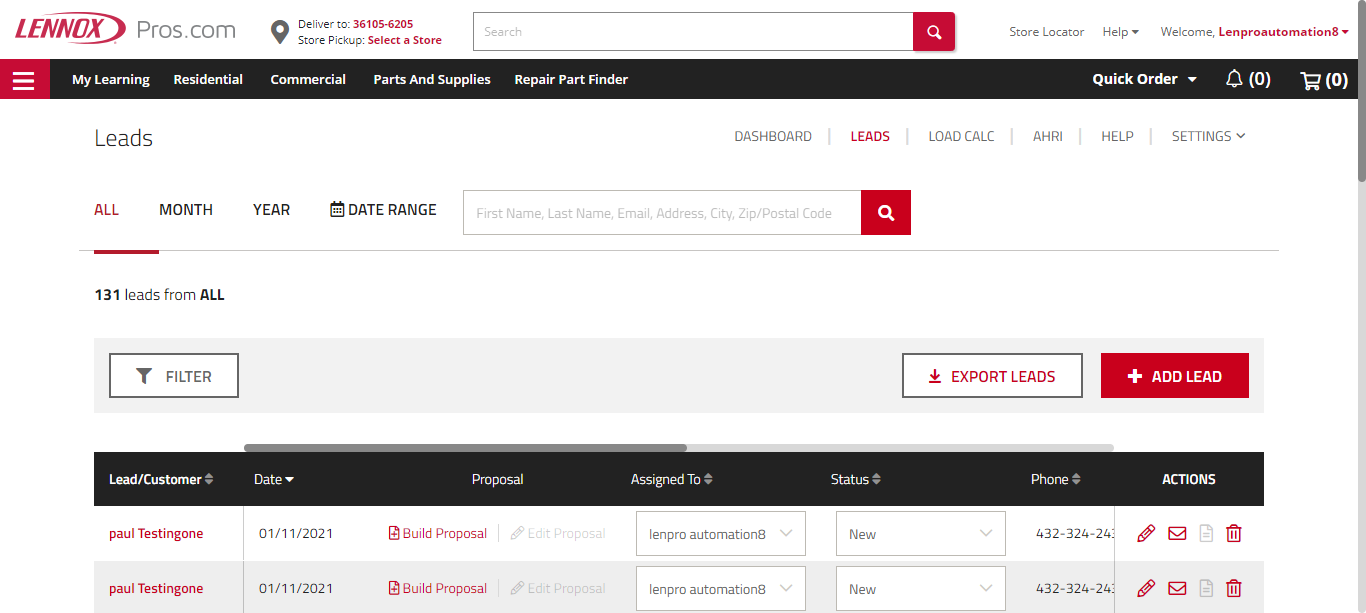 LENNOX Pros.com
Deliver to: 36105-6205
Store Pickup: Select a Store
Search
Store Locator Help Welcome, Lenproautomation8
My Learning Residential Commercial Parts And Supplies Repair Part Finder Quick Order (0) (0)
Leads
DASHBOARD | LEADS | LOAD CALC | AHRI | HELP | SETTINGS
ALL MONTH YEAR DATE RANGE First Name, Last Name, Email, Address, City, Zip/Postal Code
131 leads from ALL
FILTER EXPORT LEADS ADD LEAD
Lead/Customer Date Proposal Assigned To Status Phone ACTIONS
paul Testingone 01/11/2021 Build Proposal Edit Proposal lenpro automation8 New 432-324-243
paul Testingone 01/11/2021 Build Proposal Edit Proposal lenpro automation8 New 432-324-243